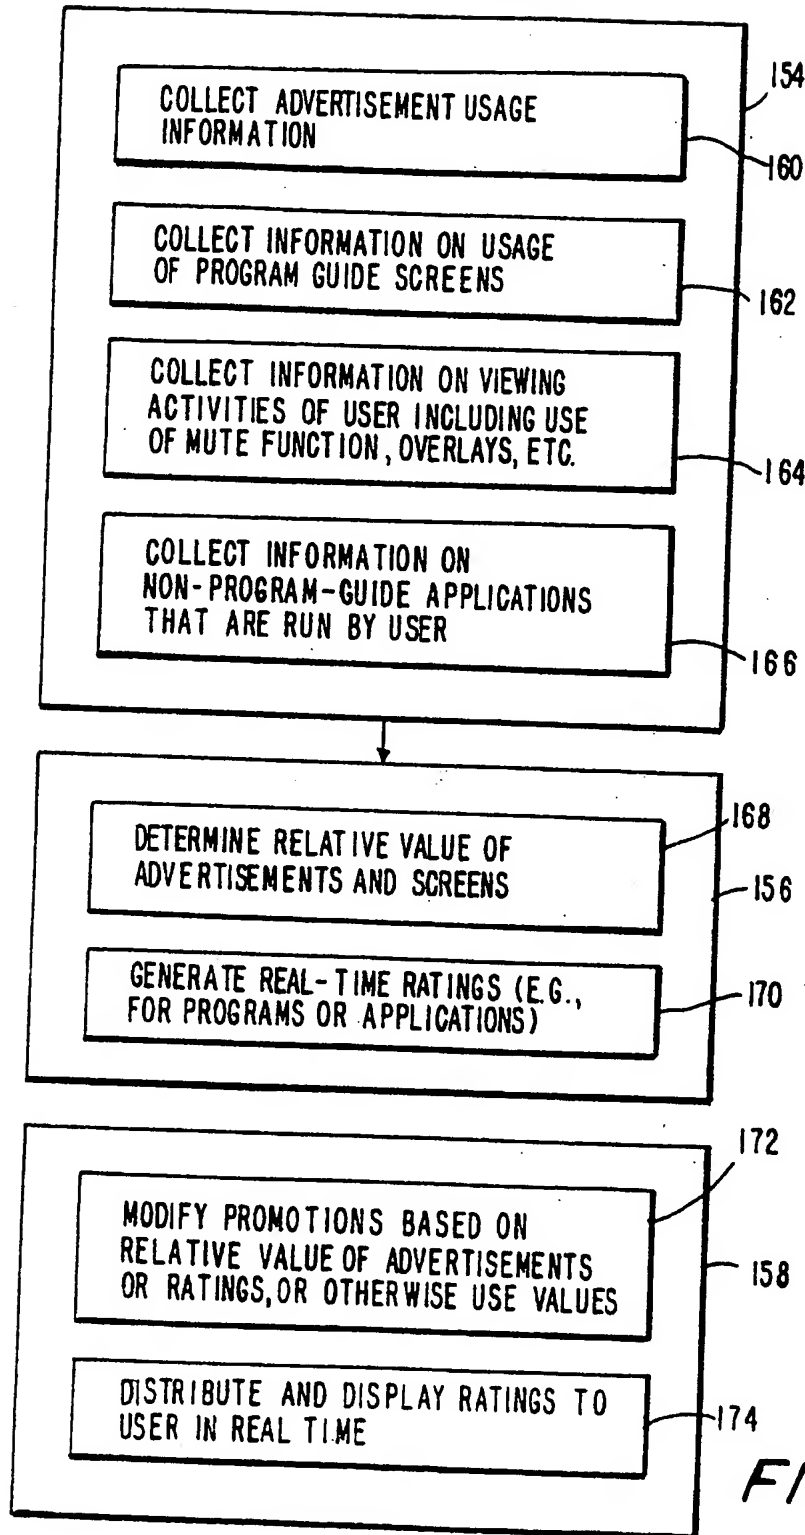 154
COLLECT ADVERTISEMENT USAGE
INFORMATION
160
COLLECT INFORMATION ON USAGE
OF PROGRAM GUIDE SCREENS
162
COLLECT INFORMATION ON VIEWING
ACTIVITIES OF USER INCLUDING USE
OF MUTE FUNCTION, OVERLAYS, ETC.
164
COLLECT INFORMATION ON
NON-PROGRAM-GUIDE APPLICATIONS
THAT ARE RUN BY USER
166
168
DETERMINE RELATIVE VALUE OF
ADVERTISEMENTS AND SCREENS
156
GENERATE REAL-TIME RATINGS (E.G.,
FOR PROGRAMS OR APPLICATIONS)
170
172
MODIFY PROMOTIONS BASED ON
RELATIVE VALUE OF ADVERTISEMENTS
OR RATINGS, OR OTHERWISE USE VALUES
158
DISTRIBUTE AND DISPLAY RATINGS TO
USER IN REAL TIME
174